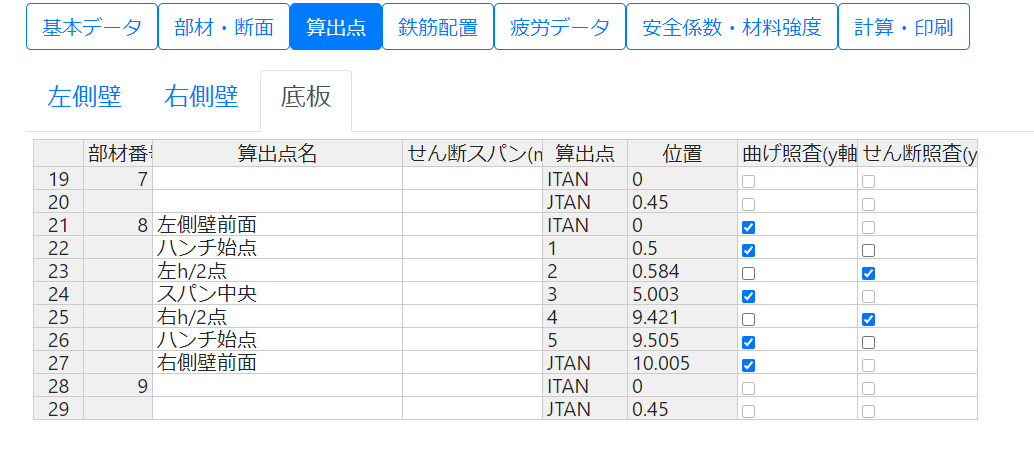 基本データ 部材・断面 算出点 鉄筋配置 疲労データ 安全係数・材料強度 計算・印刷
左側壁 右側壁 底板
部材番 算出点名 せん断スパン(m 算出点 位置 曲げ照査(y軸 せん断照査(y
19 7 ITAN 0
20 JTAN 0.45
21 8 左側壁前面 ITAN 0
22 ハンチ始点 1 0.5
23 左h/2点 2 0.584
24 スパン中央 3 5.003
25 右h/2点 4 9.421
26 ハンチ始点 5 9.505
27 右側壁前面 JTAN 10.005
28 9 ITAN 0
29 JTAN 0.45